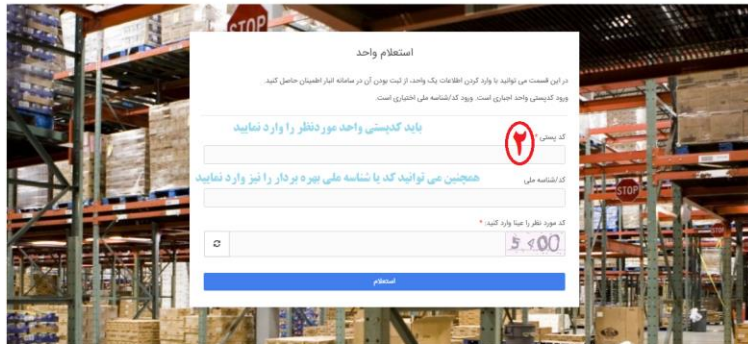 STOP
استعلام واحد
در این قسمت می توانید با وارد کردن اطلاعات یک واحد، از ثبت بودن آن در سامانه انبار اطمینان حاصل کنید.
ورود کدپستی واحد اجباری است. ورود کد/شناسه ملی اختیاری است.
باید کدپستی واحد موردنظر را وارد نمایید
کد پستی *
۲
کد/شناسه ملی
همچنین می توانید کد یا شناسه ملی بهره بردار را نیز وارد نمایید
STOP
کد مورد نظر را عینا وارد کنید: *
استعلام